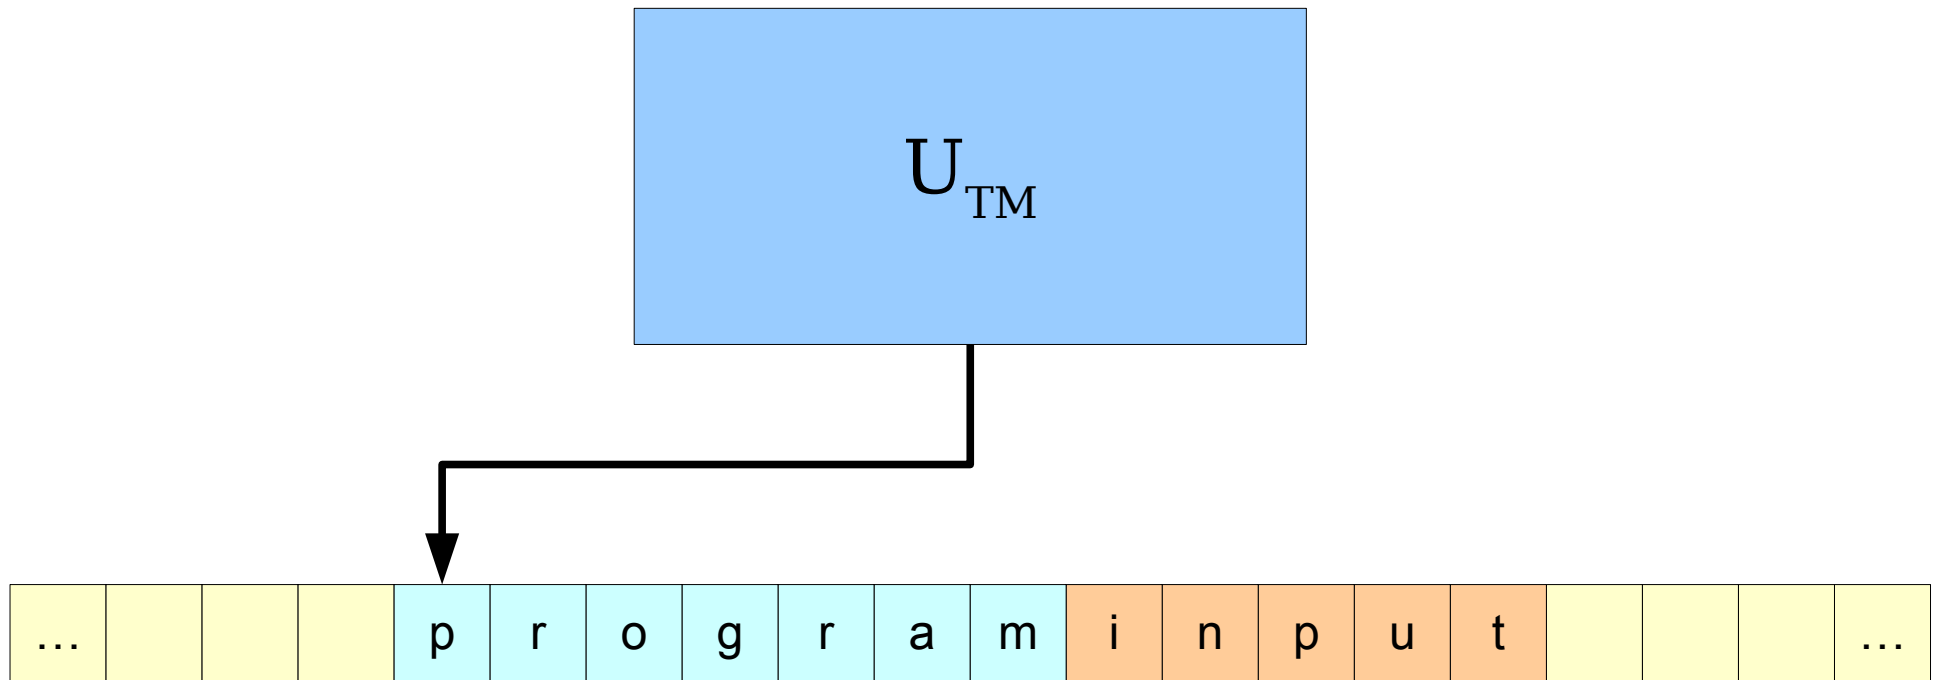 U_TM
… p r o g r a m i n p u t …